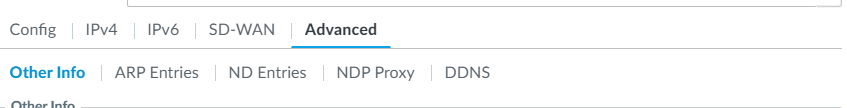 Config IPv4 IPv6 SD-WAN Advanced
Other Info ARP Entries ND Entries NDP Proxy DDNS
Other Info